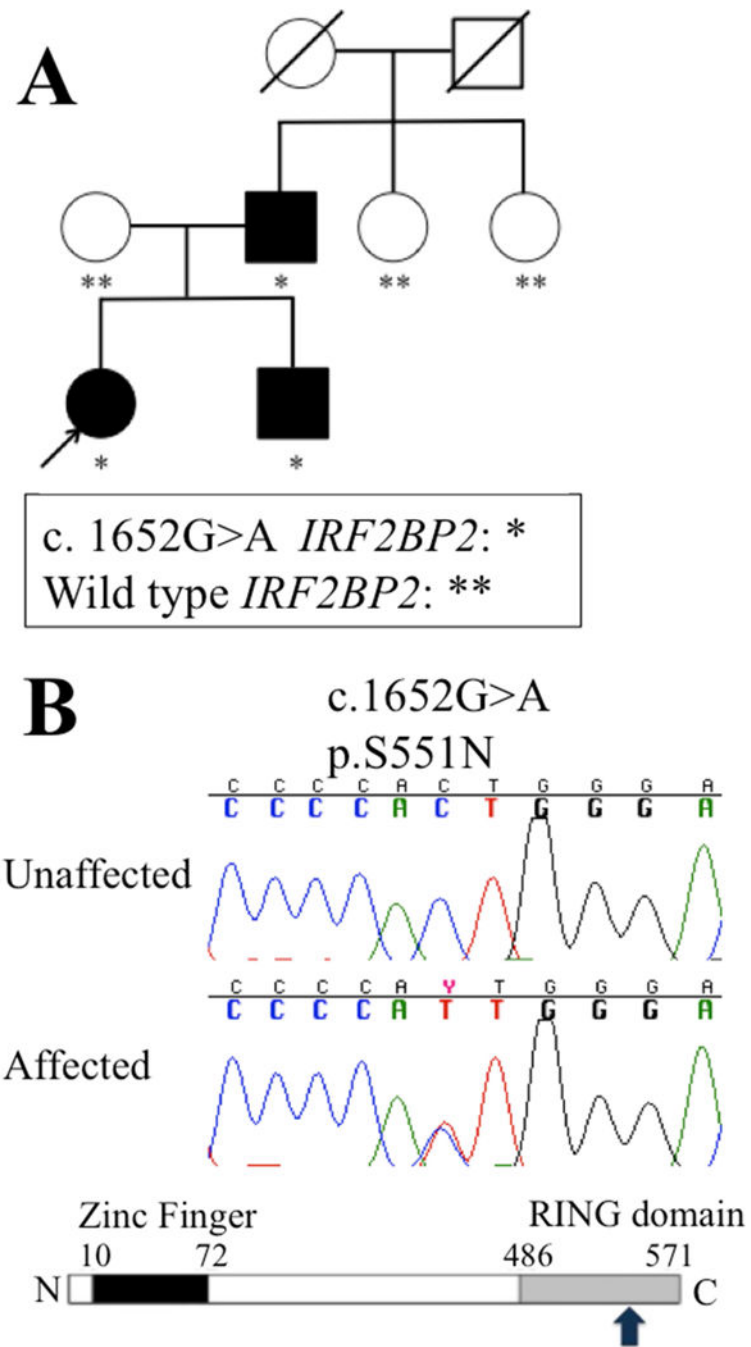 A
** * ** **
* *
c. 1652G>A IRF2BP2: *
Wild type IRF2BP2: **
B
c.1652G>A
p.S551N
C C C C A C T G G G A
C C C C A C T G G G A
Unaffected
C C C C A Y T G G G A
C C C C A T T G G G A
Affected
Zinc Finger RING domain
10 72 486 571
N C